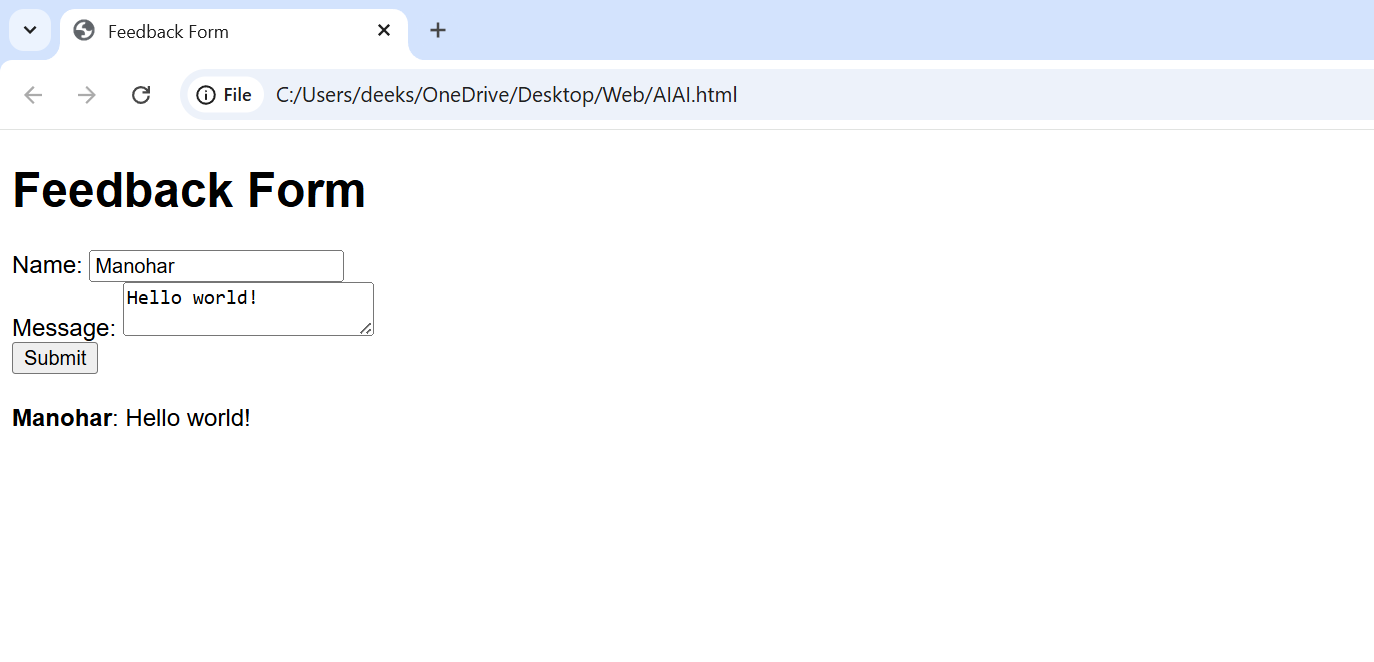 Feedback Form
File C:/Users/deeks/OneDrive/Desktop/Web/AIAI.html
Feedback Form
Name: Manohar
Message: Hello world!
Submit
Manohar: Hello world!